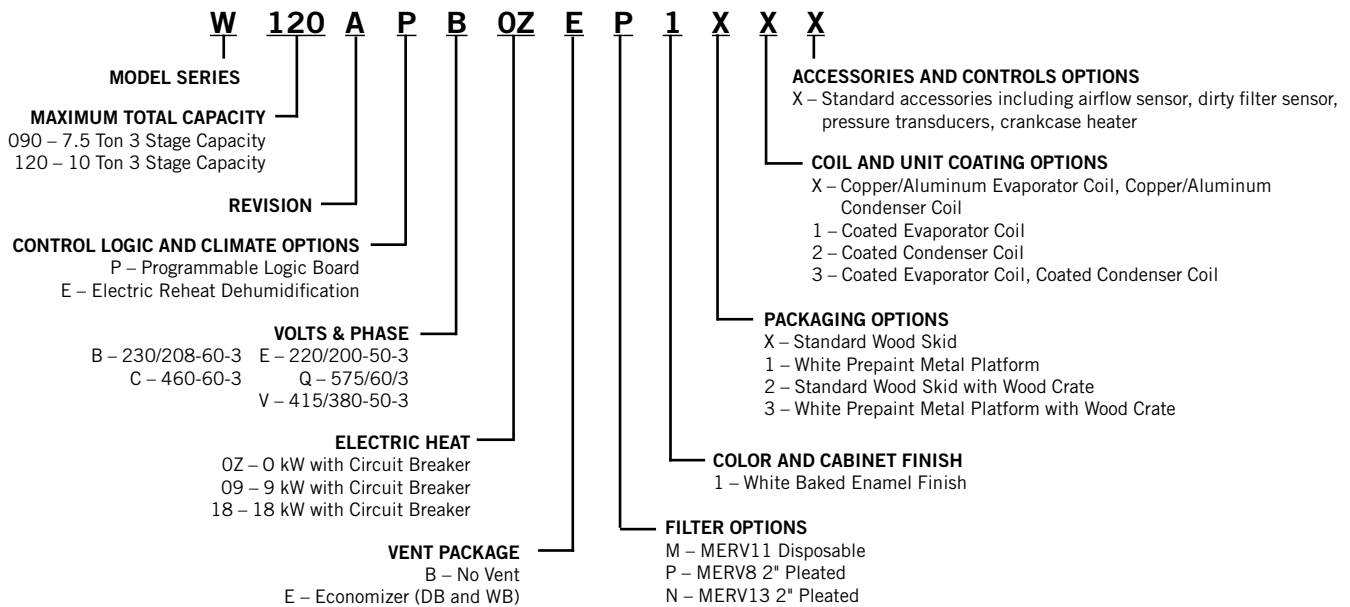 W 120 A P B 0Z E P 1 X X X
MODEL SERIES
MAXIMUM TOTAL CAPACITY
090 – 7.5 Ton 3 Stage Capacity
120 – 10 Ton 3 Stage Capacity
REVISION
CONTROL LOGIC AND CLIMATE OPTIONS
P – Programmable Logic Board
E – Electric Reheat Dehumidification
VOLTS & PHASE
B – 230/208-60-3 E – 220/200-50-3
C – 460-60-3 Q – 575/60/3
V – 415/380-50-3
ELECTRIC HEAT
0Z – O kW with Circuit Breaker
09 – 9 kW with Circuit Breaker
18 – 18 kW with Circuit Breaker
VENT PACKAGE
B – No Vent
E – Economizer (DB and WB)
ACCESSORIES AND CONTROLS OPTIONS
X – Standard accessories including airflow sensor, dirty filter sensor,
pressure transducers, crankcase heater
COIL AND UNIT COATING OPTIONS
X – Copper/Aluminum Evaporator Coil, Copper/Aluminum
Condenser Coil
1 – Coated Evaporator Coil
2 – Coated Condenser Coil
3 – Coated Evaporator Coil, Coated Condenser Coil
PACKAGING OPTIONS
X – Standard Wood Skid
1 – White Prepaint Metal Platform
2 – Standard Wood Skid with Wood Crate
3 – White Prepaint Metal Platform with Wood Crate
COLOR AND CABINET FINISH
1 – White Baked Enamel Finish
FILTER OPTIONS
M – MERV11 Disposable
P – MERV8 2" Pleated
N – MERV13 2" Pleated